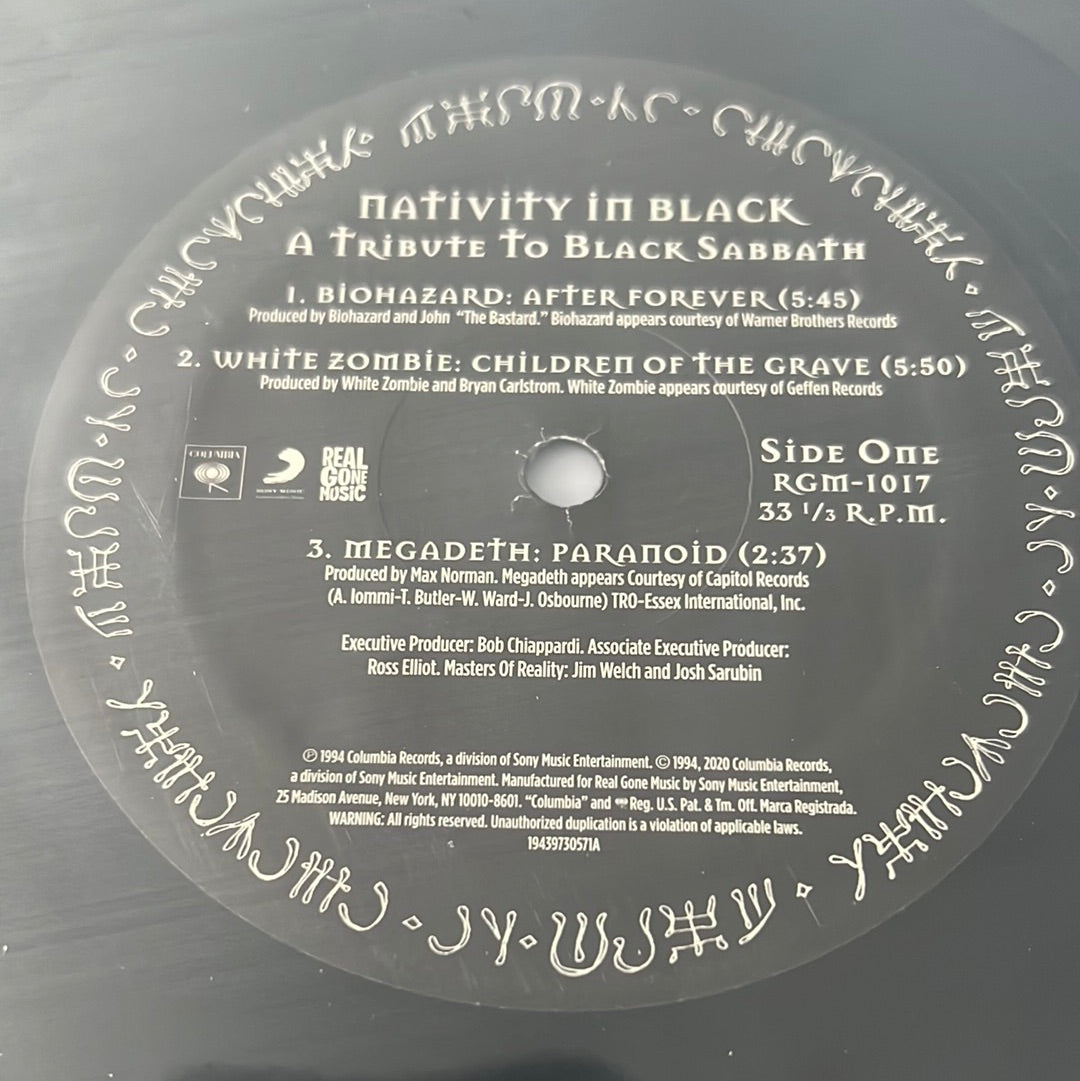 NATIVITY IN BLACK
A TRIBUTE TO BLACK SABBATH
1. BIOHAZARD: AFTER FOREVER (5:45)
Produced by Biohazard and John “The Bastard.” Biohazard appears courtesy of Warner Brothers Records
2. WHITE ZOMBIE: CHILDREN OF THE GRAVE (5:50)
Produced by White Zombie and Bryan Carlstrom. White Zombie appears courtesy of Geffen Records
COLUMBIA
SONY MUSIC
REAL
GONE
MUSIC
SIDE ONE
RGM-1017
33 1/3 R.P.M.
3. MEGADETH: PARANOID (2:37)
Produced by Max Norman. Megadeth appears Courtesy of Capitol Records
(A. Iommi-T. Butler-W. Ward-J. Osbourne) TRO-Essex International, Inc.
Executive Producer: Bob Chiappardi. Associate Executive Producer:
Ross Elliot. Masters Of Reality: Jim Welch and Josh Sarubin
℗ 1994 Columbia Records, a division of Sony Music Entertainment. © 1994, 2020 Columbia Records,
a division of Sony Music Entertainment. Manufactured for Real Gone Music by Sony Music Entertainment,
25 Madison Avenue, New York, NY 10010-8601. “Columbia” and Reg. U.S. Pat. & Tm. Off. Marca Registrada.
WARNING: All rights reserved. Unauthorized duplication is a violation of applicable laws.
19439730571A